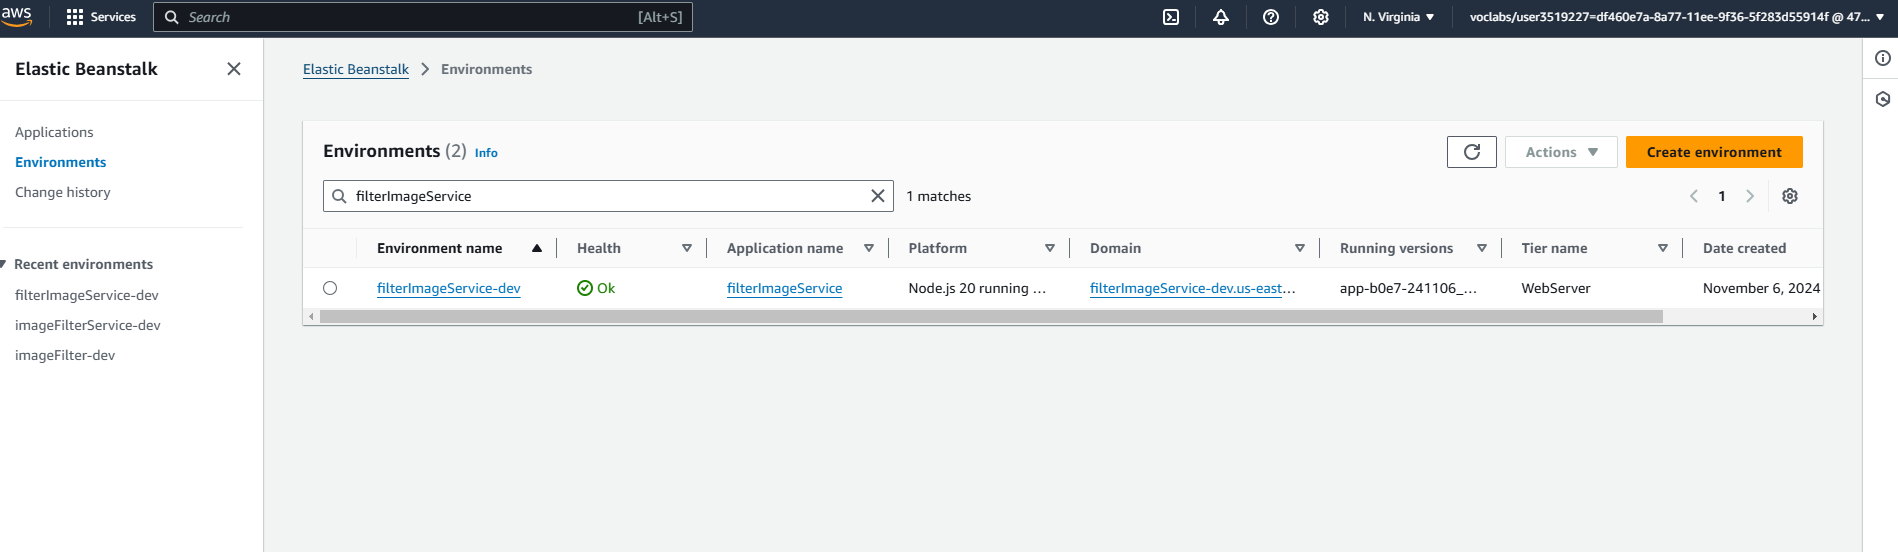 aws
Services
Search
[Alt+S]
N. Virginia
voclabs/user3519227=df460e7a-8a77-11ee-9f36-5f283d55914f @ 47...
Elastic Beanstalk
Applications
Environments
Change history
Recent environments
filterImageService-dev
imageFilterService-dev
imageFilter-dev
Elastic Beanstalk
Environments
Environments (2) Info
Actions
Create environment
filterImageService
1 matches
1
Environment name Health Application name Platform Domain Running versions Tier name Date created
filterImageService-dev Ok filterImageService Node.js 20 running ... filterImageService-dev.us-east... app-b0e7-241106_... WebServer November 6, 2024